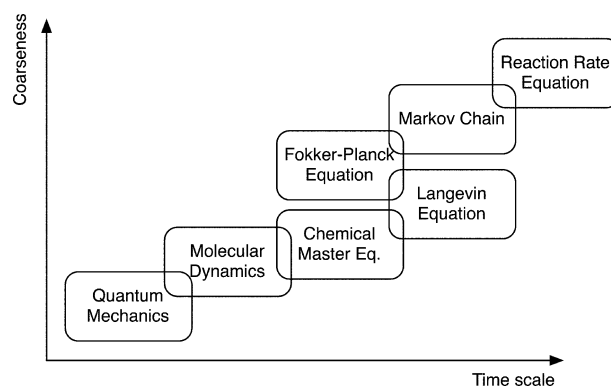 Coarseness
Reaction Rate
Equation
Markov Chain
Fokker-Planck
Equation
Langevin
Equation
Chemical
Master Eq.
Molecular
Dynamics
Quantum
Mechanics
Time scale